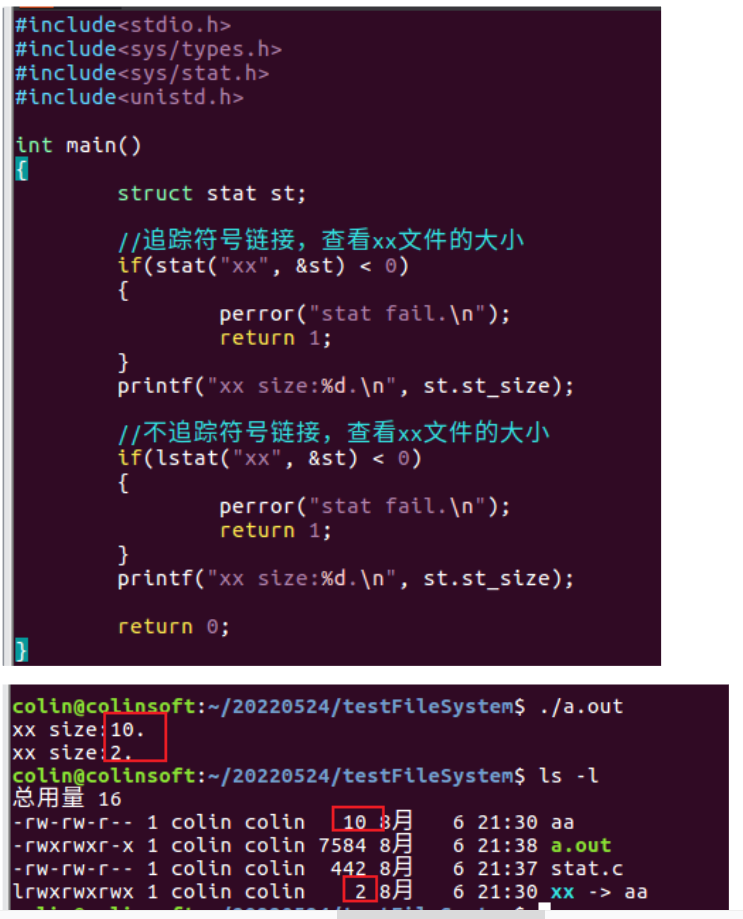 #include<stdio.h>
#include<sys/types.h>
#include<sys/stat.h>
#include<unistd.h>
int main()
{
struct stat st;
//追踪符号链接，查看xx文件的大小
if(stat("xx", &st) < 0)
{
perror("stat fail.\n");
return 1;
}
printf("xx size:%d.\n", st.st_size);
//不追踪符号链接，查看xx文件的大小
if(lstat("xx", &st) < 0)
{
perror("stat fail.\n");
return 1;
}
printf("xx size:%d.\n", st.st_size);
return 0;
}
colin@colinsoft:~/20220524/testFileSystem$ ./a.out
xx size:10.
xx size:2.
colin@colinsoft:~/20220524/testFileSystem$ ls -l
总用量 16
-rw-rw-r-- 1 colin colin   10 8月   6 21:30 aa
-rwxrwxr-x 1 colin colin 7584 8月   6 21:38 a.out
-rw-rw-r-- 1 colin colin  442 8月   6 21:37 stat.c
lrwxrwxrwx 1 colin colin    2 8月   6 21:30 xx -> aa